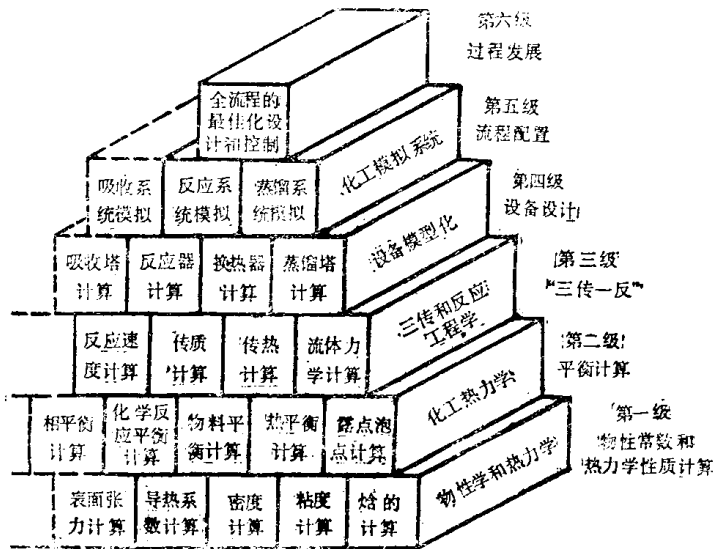 第六级
过程发展
全流程的
最佳化设
计和控制
第五级
流程配置
化工模拟系统
吸收系
统模拟
反应系
统模拟
蒸馏系
统模拟
第四级
设备设计
设备模型化
吸收塔
计算
反应器
计算
换热器
计算
蒸馏塔
计算
第三级
“三传一反”
三传和反应
工程学
反应速
度计算
传质
计算
传热
计算
流体力
学计算
第二级
平衡计算
化工热力学
相平衡
计算
化学反
应平衡
计算
物料平
衡计算
热平衡
计算
露点泡
点计算
第一级
物性常数和
热力学性质计算
物性学和热力学
表面张
力计算
导热系
数计算
密度
计算
粘度
计算
焓的
计算